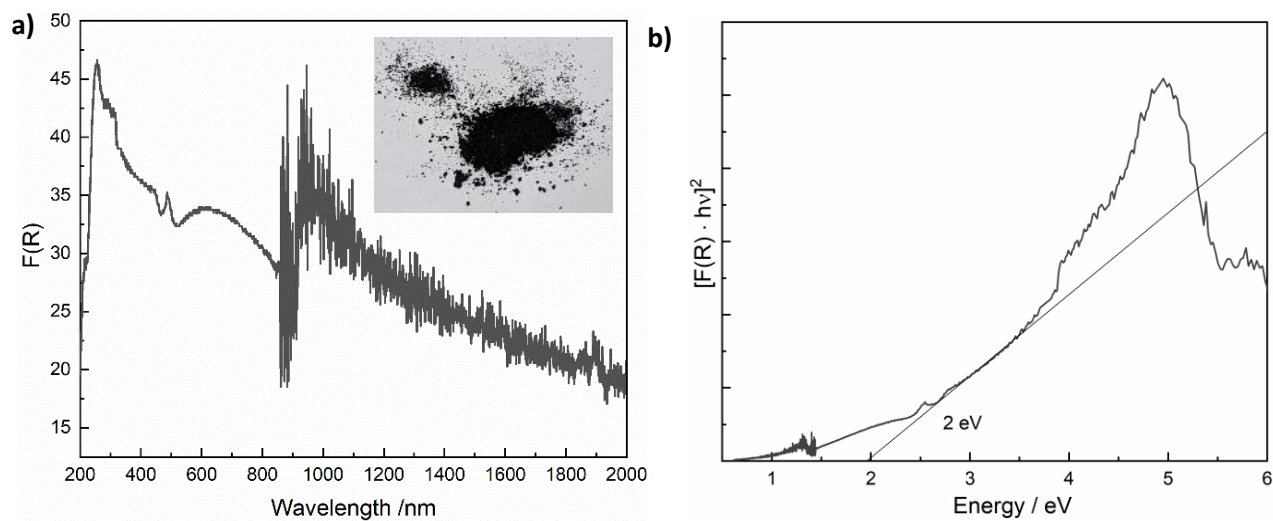 a)
50
45
40
35
30
25
20
15
F(R)
200 400 600 800 1000 1200 1400 1600 1800 2000
Wavelength /nm
b)
[F(R) · hν]²
2 eV
1 2 3 4 5 6
Energy / eV